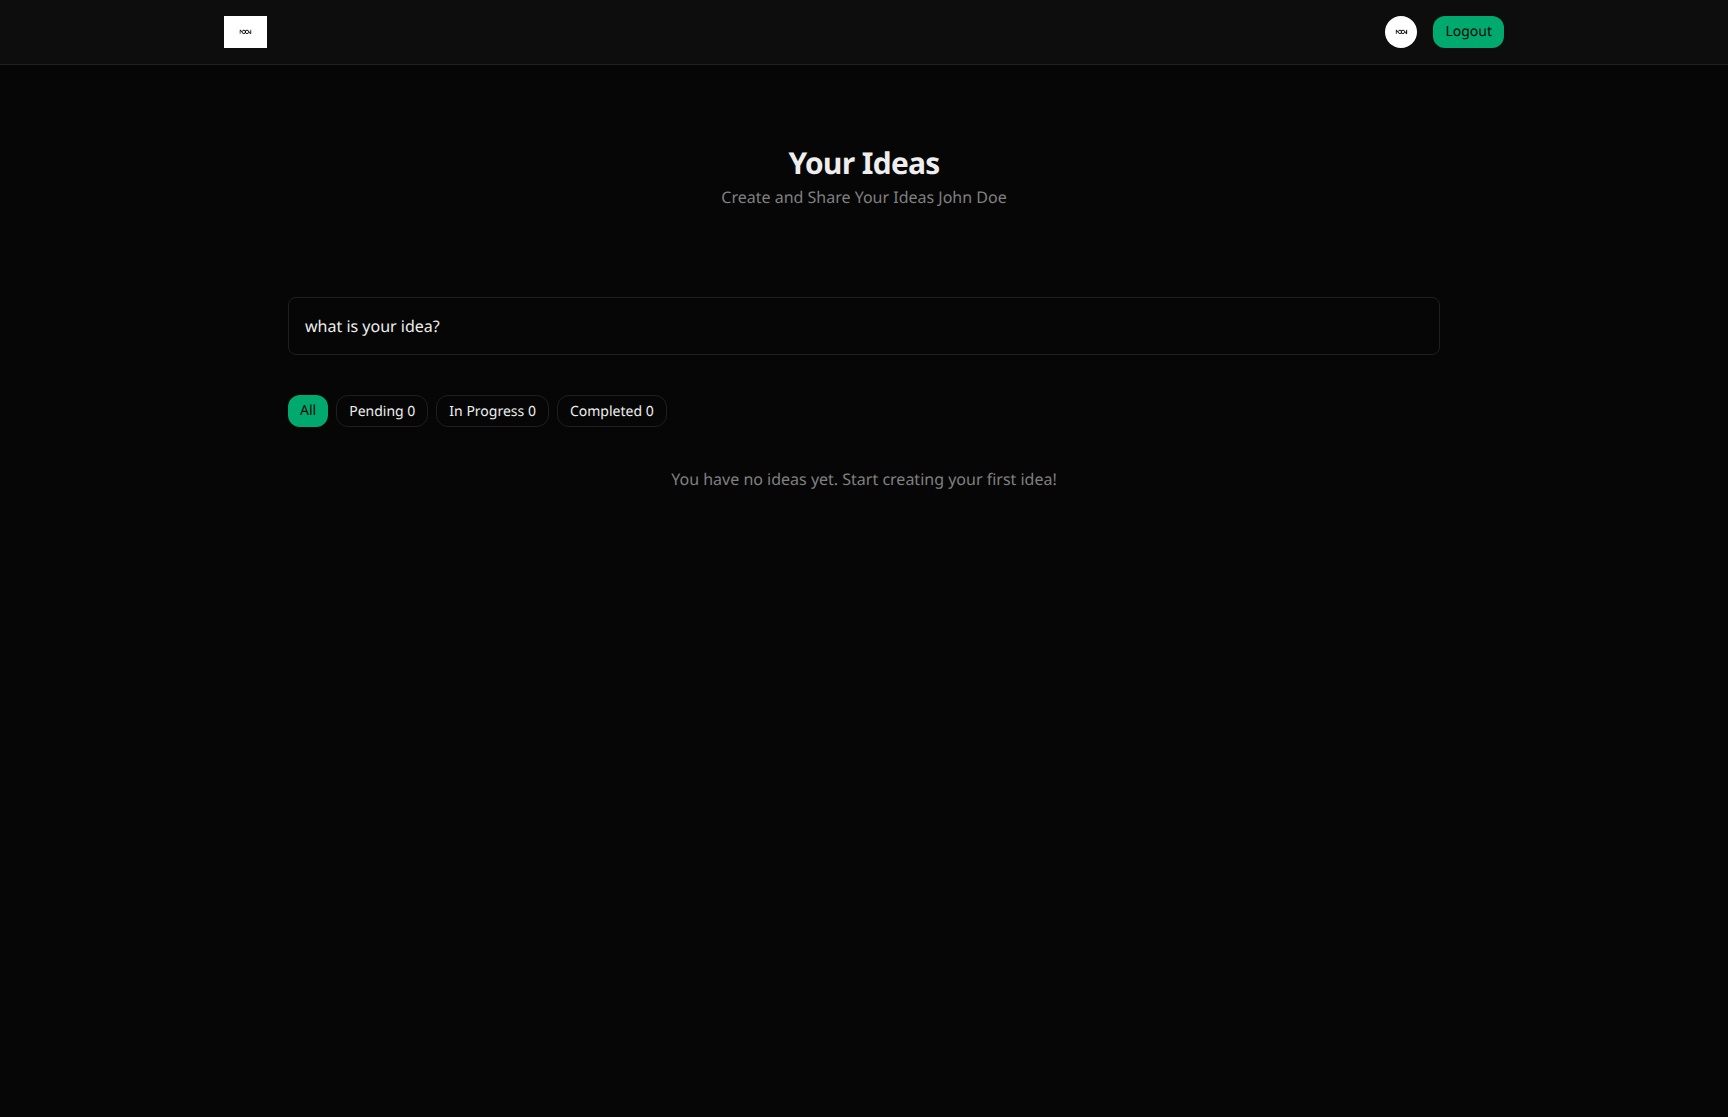 Logout
Your Ideas
Create and Share Your Ideas John Doe
what is your idea?
All
Pending 0
In Progress 0
Completed 0
You have no ideas yet. Start creating your first idea!